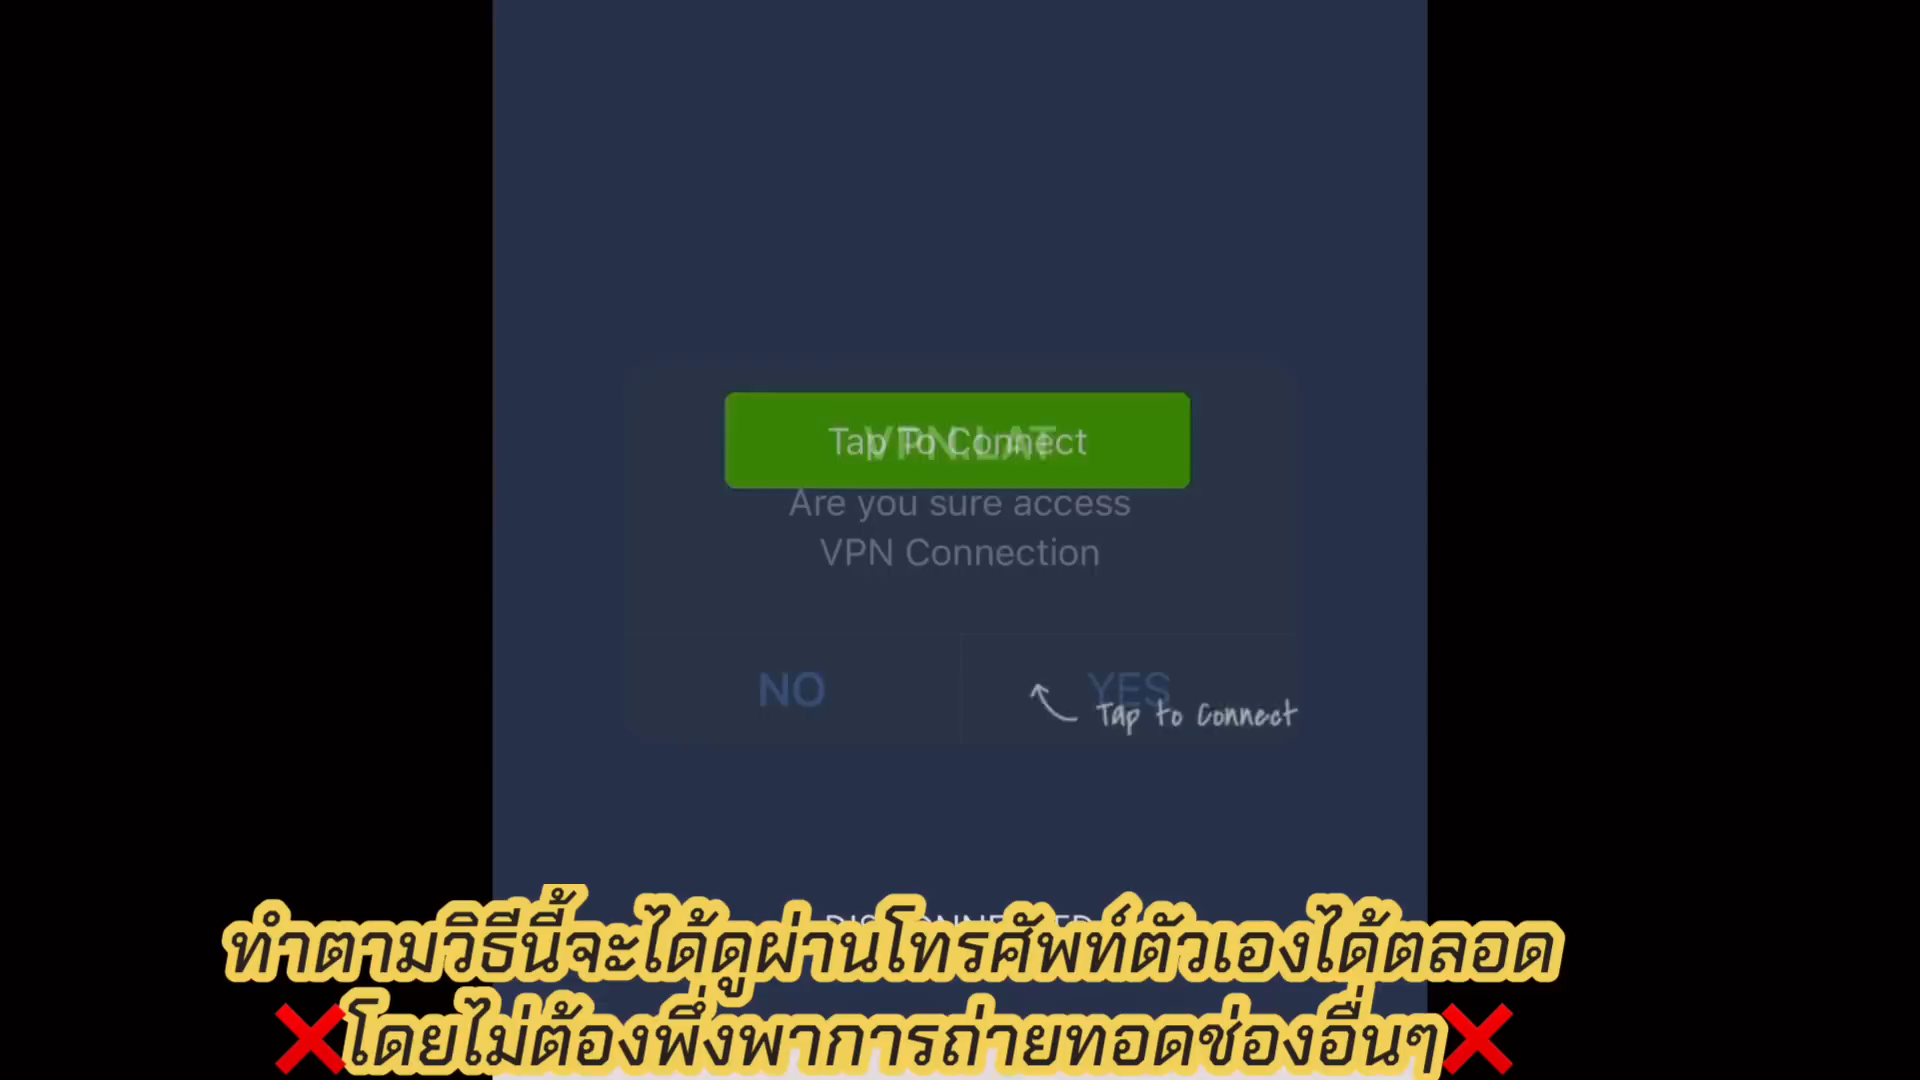 Tap To Connect
VPN.LAT
Are you sure access
VPN Connection
NO
YES
Tap to Connect
DISCONNECTED
ทำตามวิธีนี้จะได้ดูผ่านโทรศัพท์ตัวเองได้ตลอด
❌โดยไม่ต้องพึ่งพาการถ่ายทอดช่องอื่นๆ❌